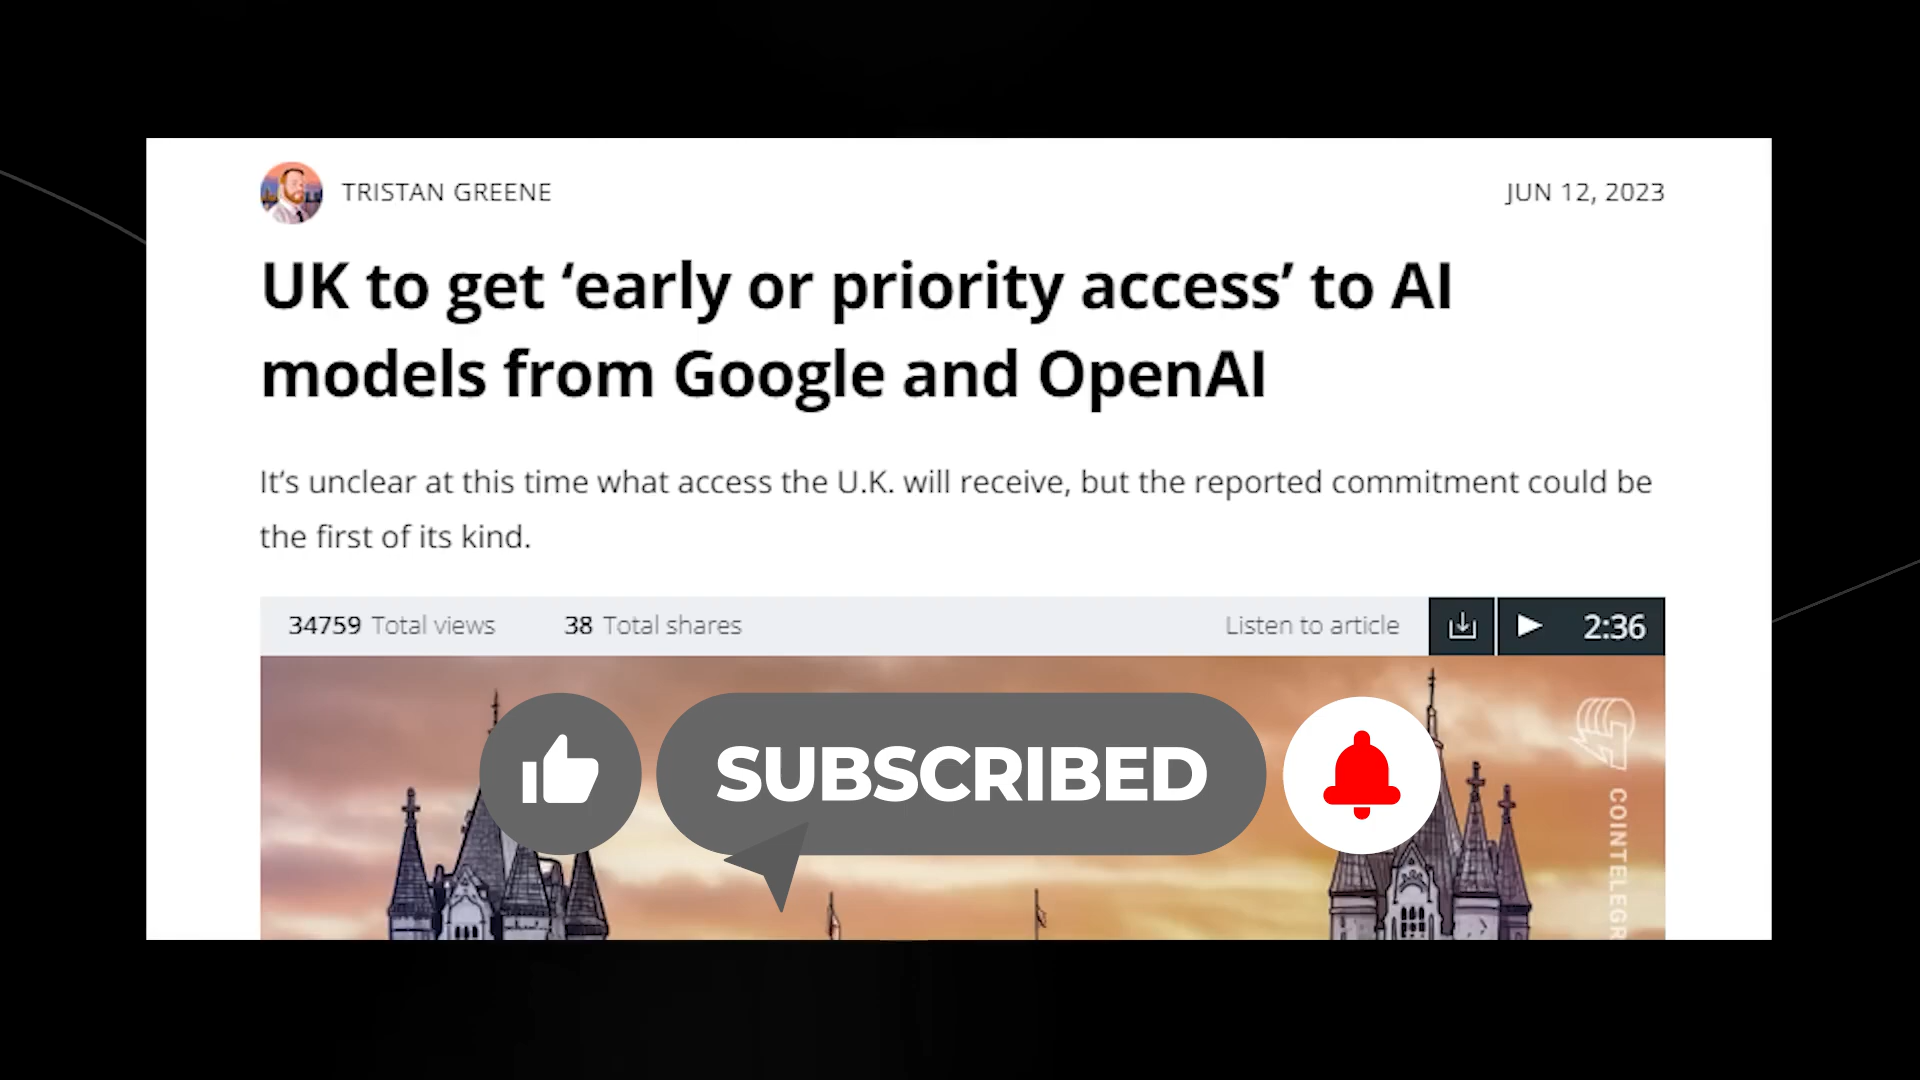 TRISTAN GREENE
JUN 12, 2023
UK to get ‘early or priority access’ to AI
models from Google and OpenAI
It’s unclear at this time what access the U.K. will receive, but the reported commitment could be
the first of its kind.
34759 Total views 38 Total shares Listen to article 2:36
SUBSCRIBED
COINTELEGR